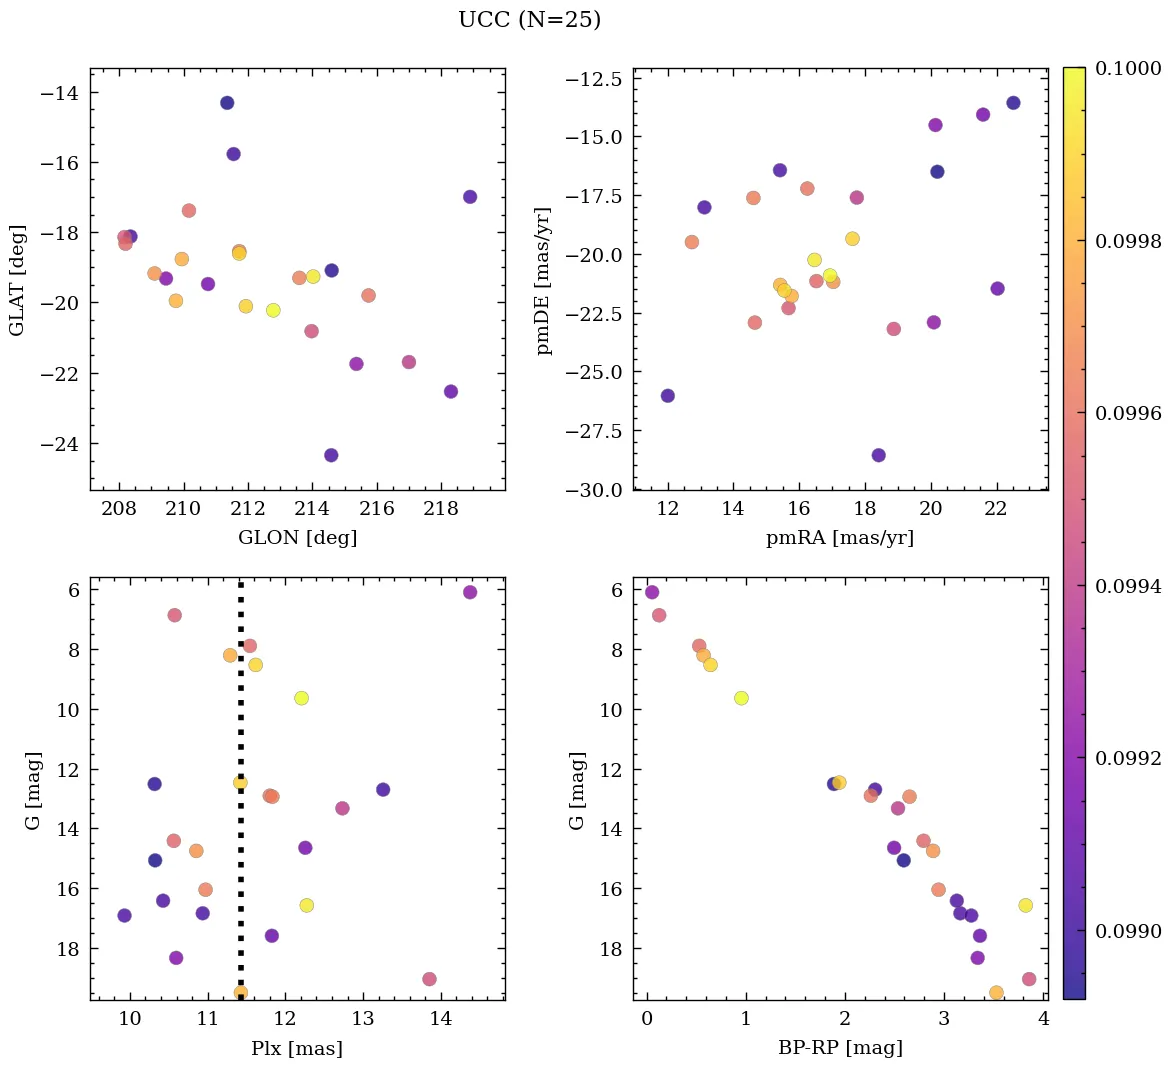 UCC (N=25)
−14
−16
−18
−20
−22
−24
GLAT [deg]
208 210 212 214 216 218
GLON [deg]
−12.5
−15.0
−17.5
−20.0
−22.5
−25.0
−27.5
−30.0
pmDE [mas/yr]
12 14 16 18 20 22
pmRA [mas/yr]
6
8
10
12
14
16
18
G [mag]
10 11 12 13 14
Plx [mas]
6
8
10
12
14
16
18
G [mag]
0 1 2 3 4
BP-RP [mag]
0.1000
0.0998
0.0996
0.0994
0.0992
0.0990